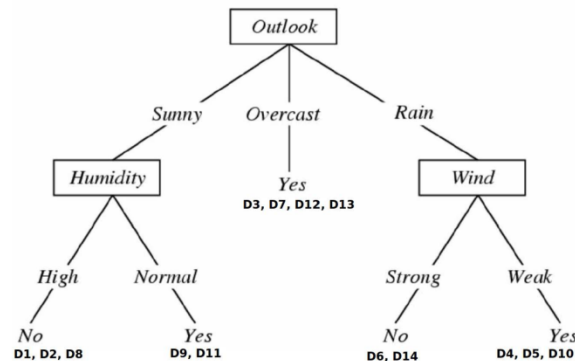 Outlook
Sunny Overcast Rain
Humidity Yes Wind
D3, D7, D12, D13
High Normal Strong Weak
No Yes No Yes
D1, D2, D8 D9, D11 D6, D14 D4, D5, D10